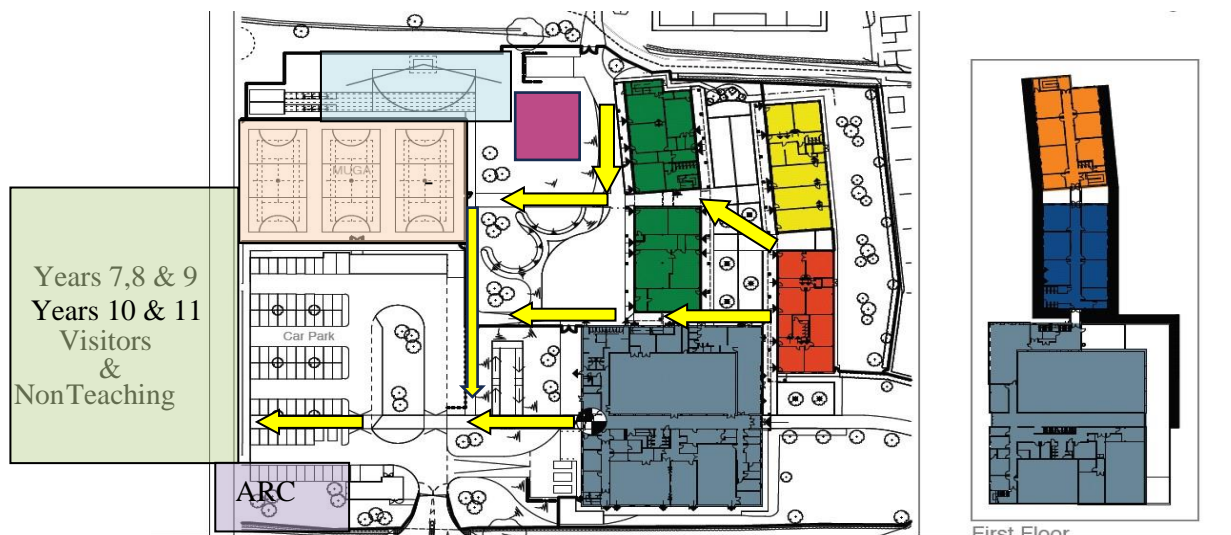 MUGA
Years 7,8 & 9
Years 10 & 11
Visitors
&
NonTeaching
Car Park
ARC
First Floor